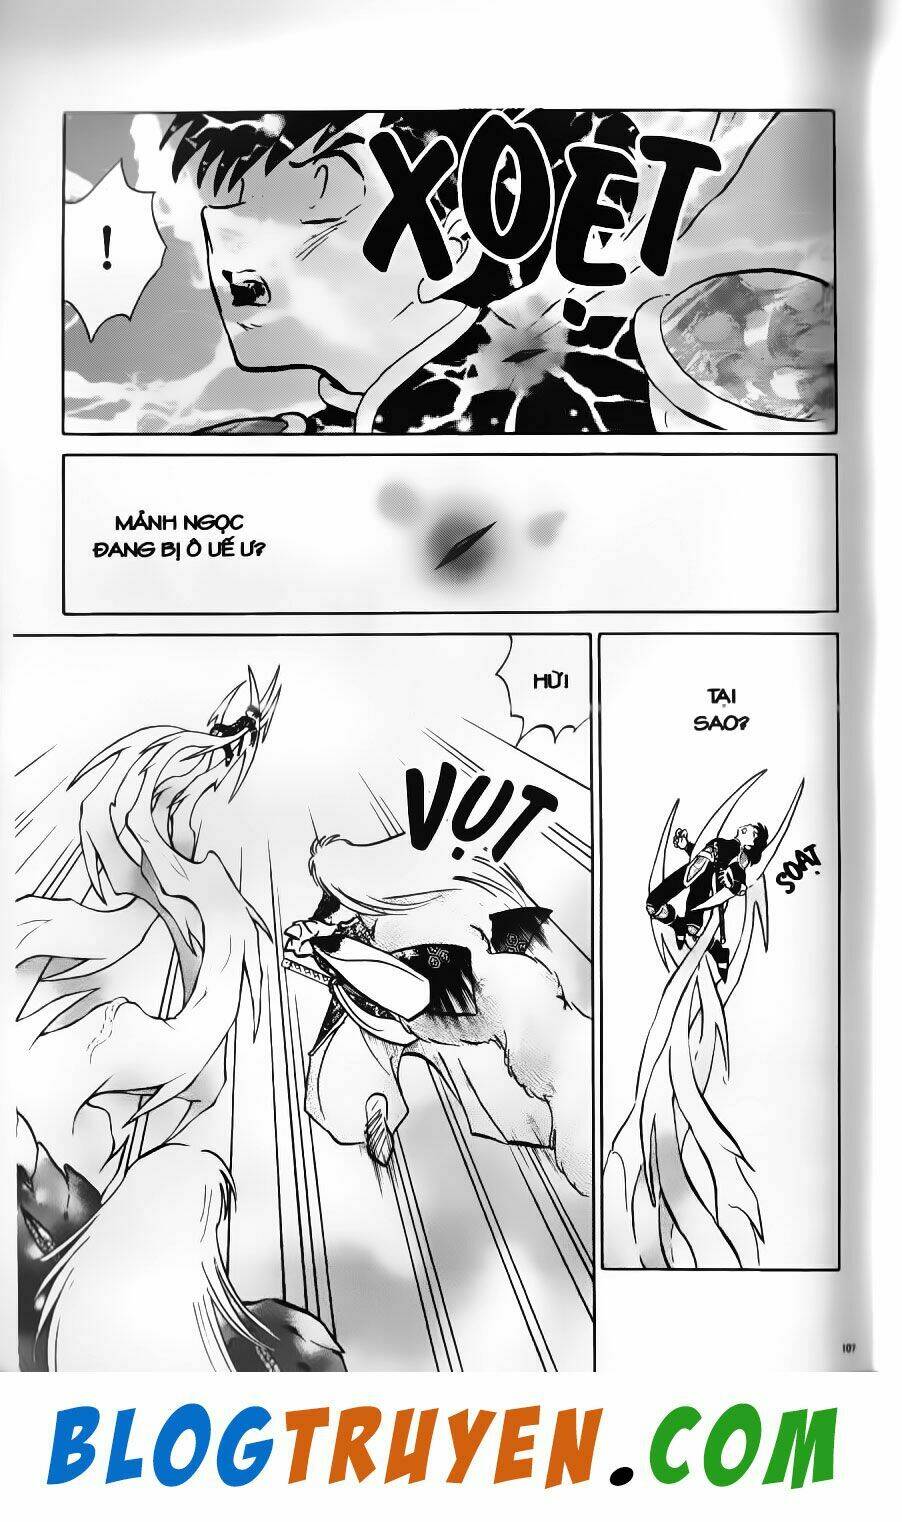 !
XOẸT
MẢNH NGỌC
ĐANG BỊ Ô UẾ Ư?
TẠI
SAO?
SOẠT
HỪ!
VỤT
107
BLOGTRUYEN.COM